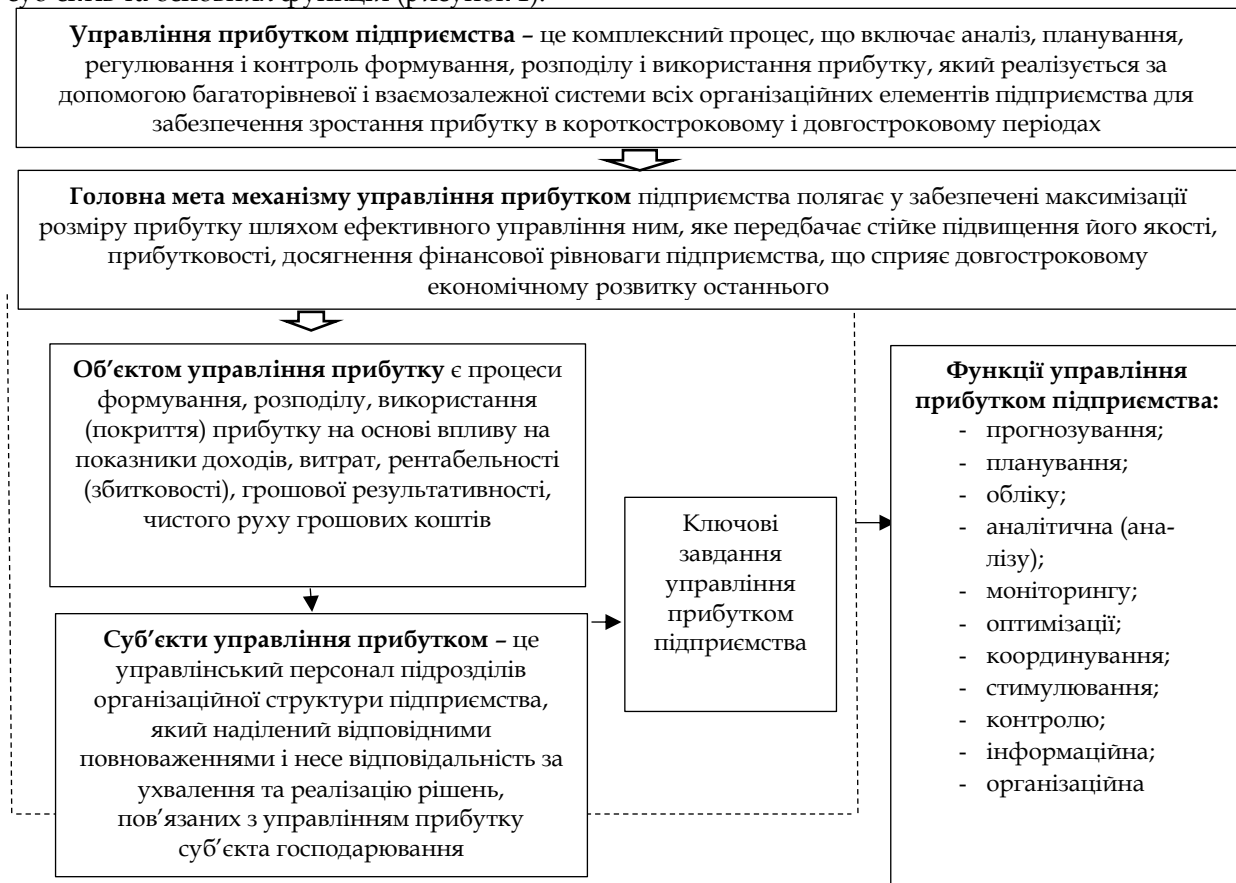 Управління прибутком підприємства – це комплексний процес, що включає аналіз, планування,
регулювання і контроль формування, розподілу і використання прибутку, який реалізується за
допомогою багаторівневої і взаємозалежної системи всіх організаційних елементів підприємства для
забезпечення зростання прибутку в короткостроковому і довгостроковому періодах
Головна мета механізму управління прибутком підприємства полягає у забезпечені максимізації
розміру прибутку шляхом ефективного управління ним, яке передбачає стійке підвищення його якості,
прибутковості, досягнення фінансової рівноваги підприємства, що сприяє довгостроковому
економічному розвитку останнього
Об’єктом управління прибутку є процеси
формування, розподілу, використання
(покриття) прибутку на основі впливу на
показники доходів, витрат, рентабельності
(збитковості), грошової результативності,
чистого руху грошових коштів
Суб’єкти управління прибутком – це
управлінський персонал підрозділів
організаційної структури підприємства,
який наділений відповідними
повноваженнями і несе відповідальність за
ухвалення та реалізацію рішень,
пов’язаних з управлінням прибутку
суб’єкта господарювання
Ключові
завдання
управління
прибутком
підприємства
Функції управління
прибутком підприємства:
- прогнозування;
- планування;
- обліку;
- аналітична (ана-
лізу);
- моніторингу;
- оптимізації;
- координування;
- стимулювання;
- контролю;
- інформаційна;
- організаційна